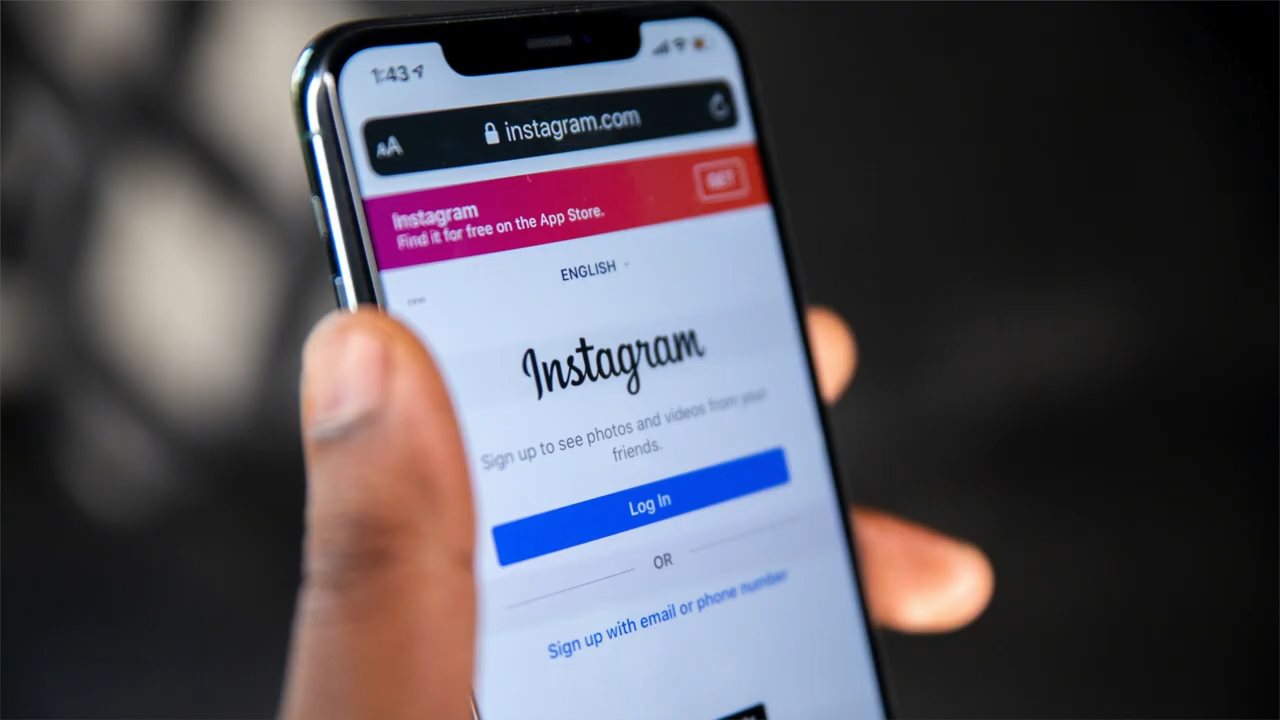 1:43
AA instagram.com
Instagram
Find it for free on the App Store.
GET
ENGLISH
Instagram
Sign up to see photos and videos from your
friends.
Log In
OR
Sign up with email or phone number